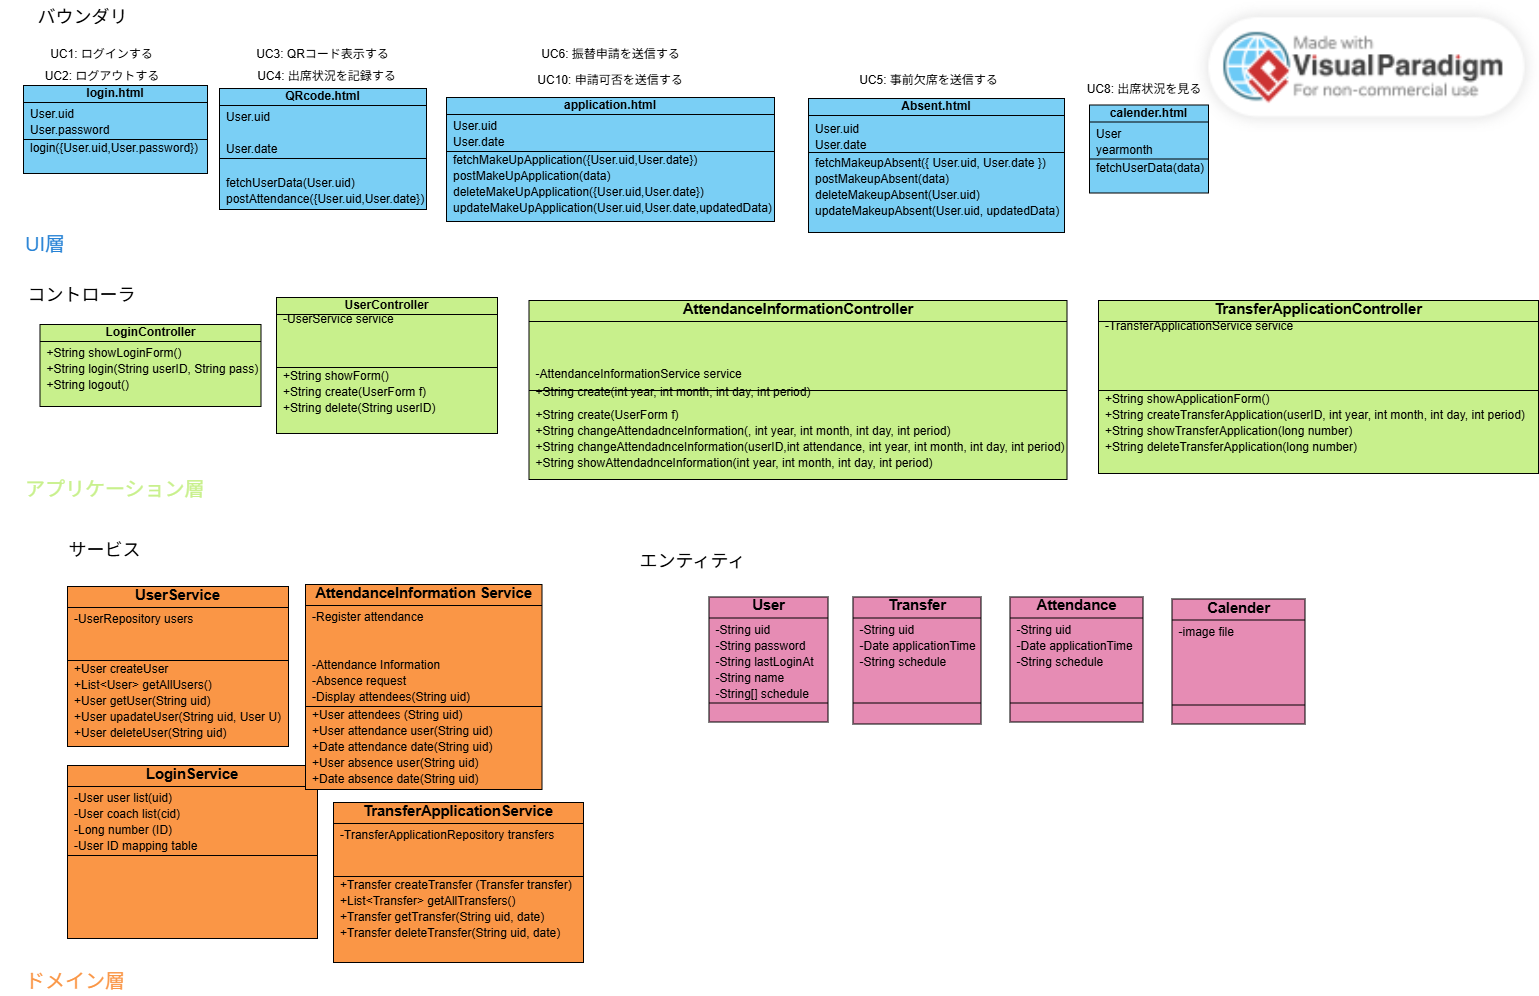 バウンダリ
UC1: ログインする
UC2: ログアウトする
login.html
User.uid
User.password
login({User.uid,User.password})
UC3: QRコード表示する
UC4: 出席状況を記録する
QRcode.html
User.uid
User.date
fetchUserData(User.uid)
postAttendance({User.uid,User.date})
UC6: 振替申請を送信する
UC10: 申請可否を送信する
application.html
User.uid
User.date
fetchMakeUpApplication({User.uid,User.date})
postMakeUpApplication(data)
deleteMakeUpApplication({User.uid,User.date})
updateMakeUpApplication(User.uid,User.date,updatedData)
UC5: 事前欠席を送信する
Absent.html
User.uid
User.date
fetchMakeupAbsent({ User.uid, User.date })
postMakeupAbsent(data)
deleteMakeupAbsent(User.uid)
updateMakeupAbsent(User.uid, updatedData)
UC8: 出席状況を見る
calender.html
User
yearmonth
fetchUserData(data)
Made with
VisualParadigm
For non-commercial use
UI層
コントローラ
LoginController
+String showLoginForm()
+String login(String userID, String pass)
+String logout()
UserController
-UserService service
+String showForm()
+String create(UserForm f)
+String delete(String userID)
AttendanceInformationController
-AttendanceInformationService service
+String create(int year, int month, int day, int period)
+String create(UserForm f)
+String changeAttendadnceInformation(, int year, int month, int day, int period)
+String changeAttendadnceInformation(userID,int attendance, int year, int month, int day, int period)
+String showAttendadnceInformation(int year, int month, int day, int period)
TransferApplicationController
-TransferApplicationService service
+String showApplicationForm()
+String createTransferApplication(userID, int year, int month, int day, int period)
+String showTransferApplication(long number)
+String deleteTransferApplication(long number)
アプリケーション層
サービス
UserService
-UserRepository users
+User createUser
+List<User> getAllUsers()
+User getUser(String uid)
+User upadateUser(String uid, User U)
+User deleteUser(String uid)
AttendanceInformation Service
-Register attendance
-Attendance Information
-Absence request
-Display attendees(String uid)
+User attendees (String uid)
+User attendance user(String uid)
+Date attendance date(String uid)
+User absence user(String uid)
+Date absence date(String uid)
LoginService
-User user list(uid)
-User coach list(cid)
-Long number (ID)
-User ID mapping table
TransferApplicationService
-TransferApplicationRepository transfers
+Transfer createTransfer (Transfer transfer)
+List<Transfer> getAllTransfers()
+Transfer getTransfer(String uid, date)
+Transfer deleteTransfer(String uid, date)
エンティティ
User
-String uid
-String password
-String lastLoginAt
-String name
-String[] schedule
Transfer
-String uid
-Date applicationTime
-String schedule
Attendance
-String uid
-Date applicationTime
-String schedule
Calender
-image file
ドメイン層